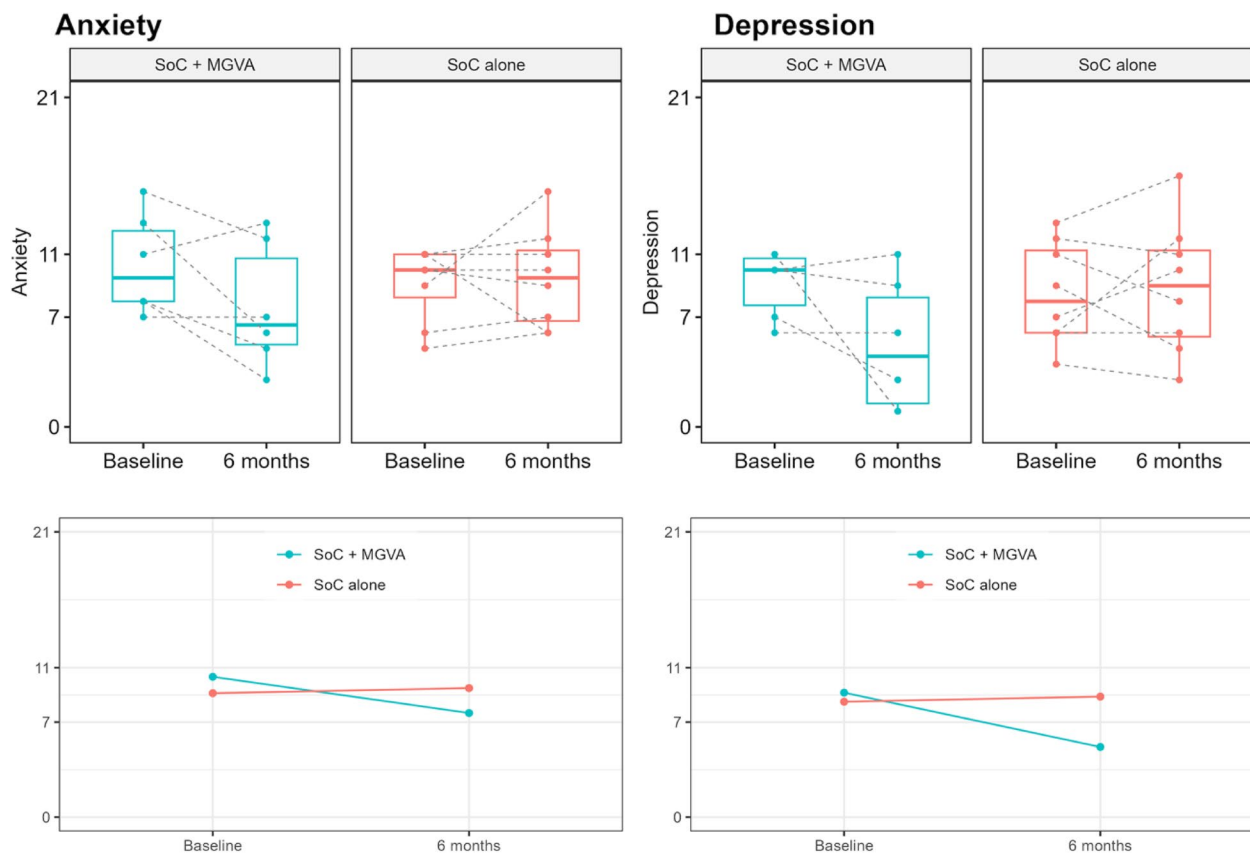 Anxiety
SoC + MGVA
SoC alone
21
11
7
0
Anxiety
Baseline
6 months
Baseline
6 months
Depression
SoC + MGVA
SoC alone
21
11
7
0
Depression
Baseline
6 months
Baseline
6 months
21
11
7
0
SoC + MGVA
SoC alone
Baseline
6 months
21
11
7
0
SoC + MGVA
SoC alone
Baseline
6 months